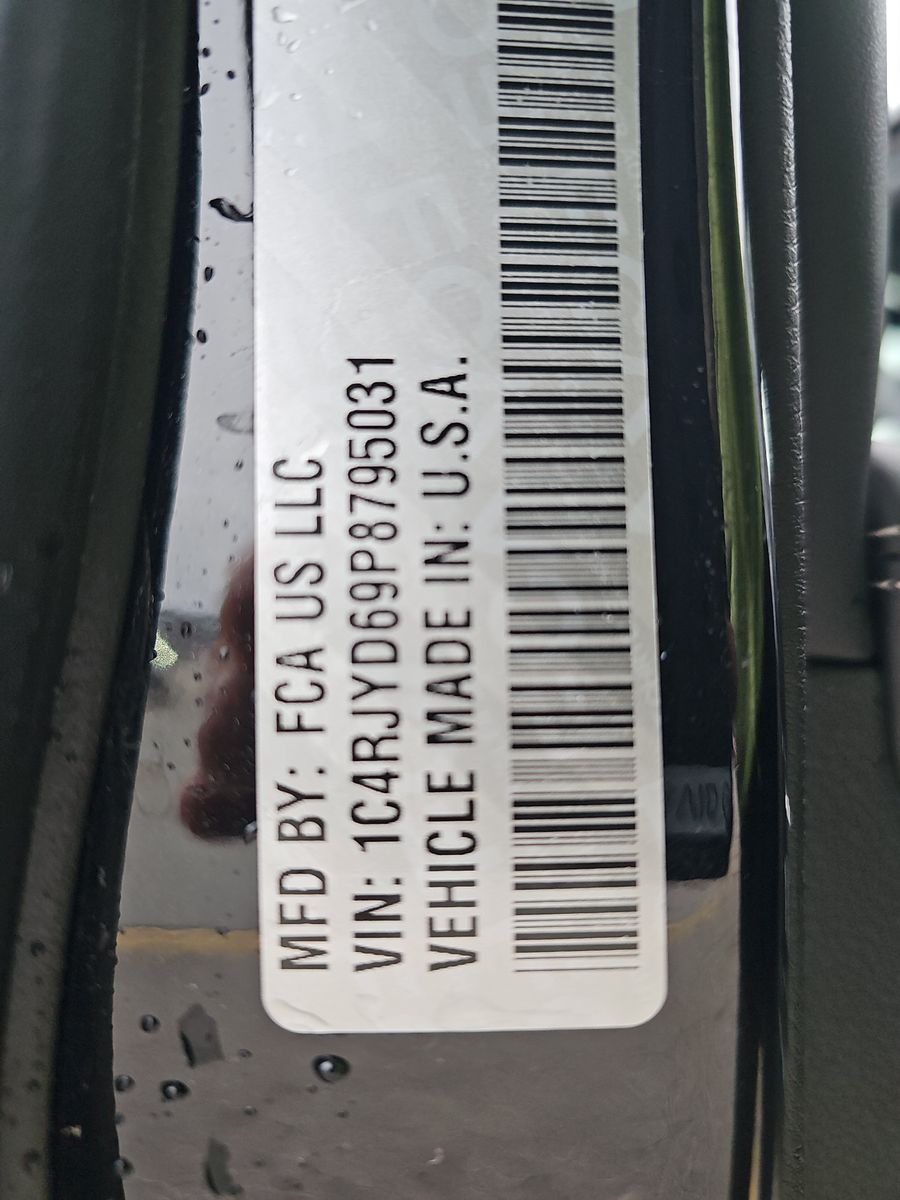 MFD BY: FCA US LLC
VIN: 1C4RJYD69P8795031
VEHICLE MADE IN: U.S.A.